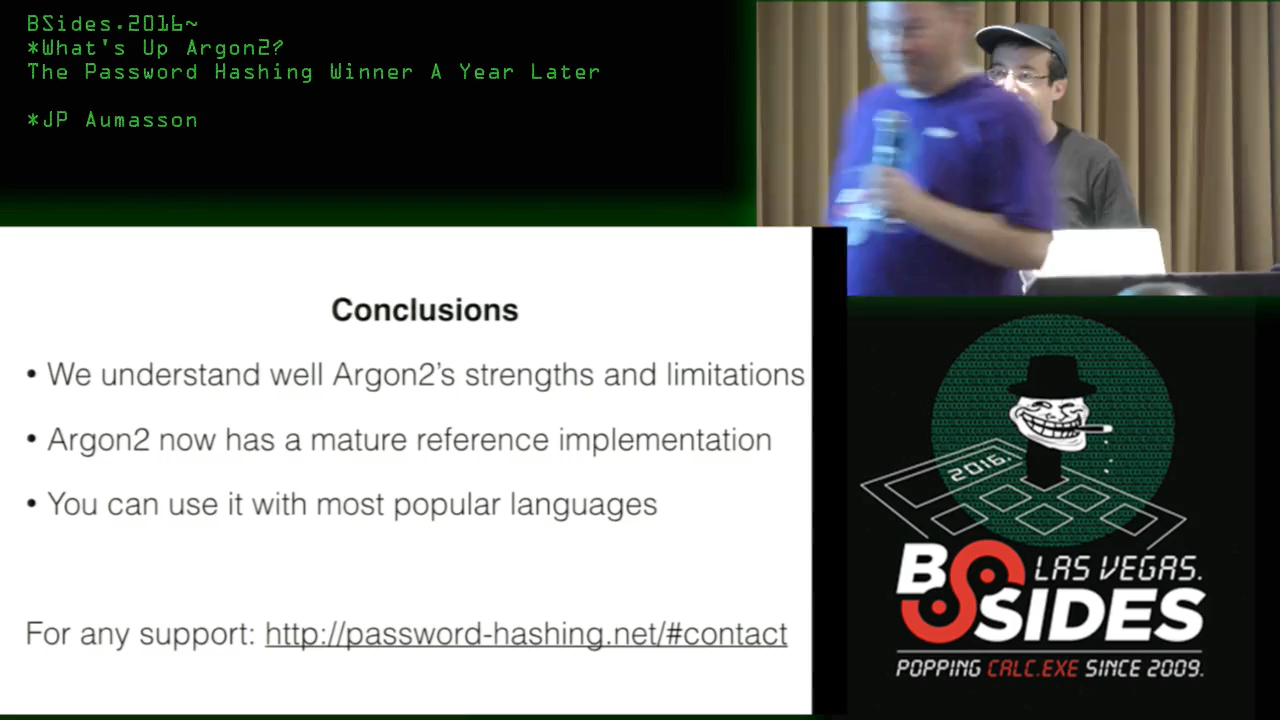 BSides.2016~
*What's Up Argon2?
The Password Hashing Winner A Year Later
*JP Aumasson
Conclusions
• We understand well Argon2’s strengths and limitations
• Argon2 now has a mature reference implementation
• You can use it with most popular languages
For any support: http://password-hashing.net/#contact
2016.
BSIDES
LAS VEGAS.
POPPING CALC.EXE SINCE 2009.